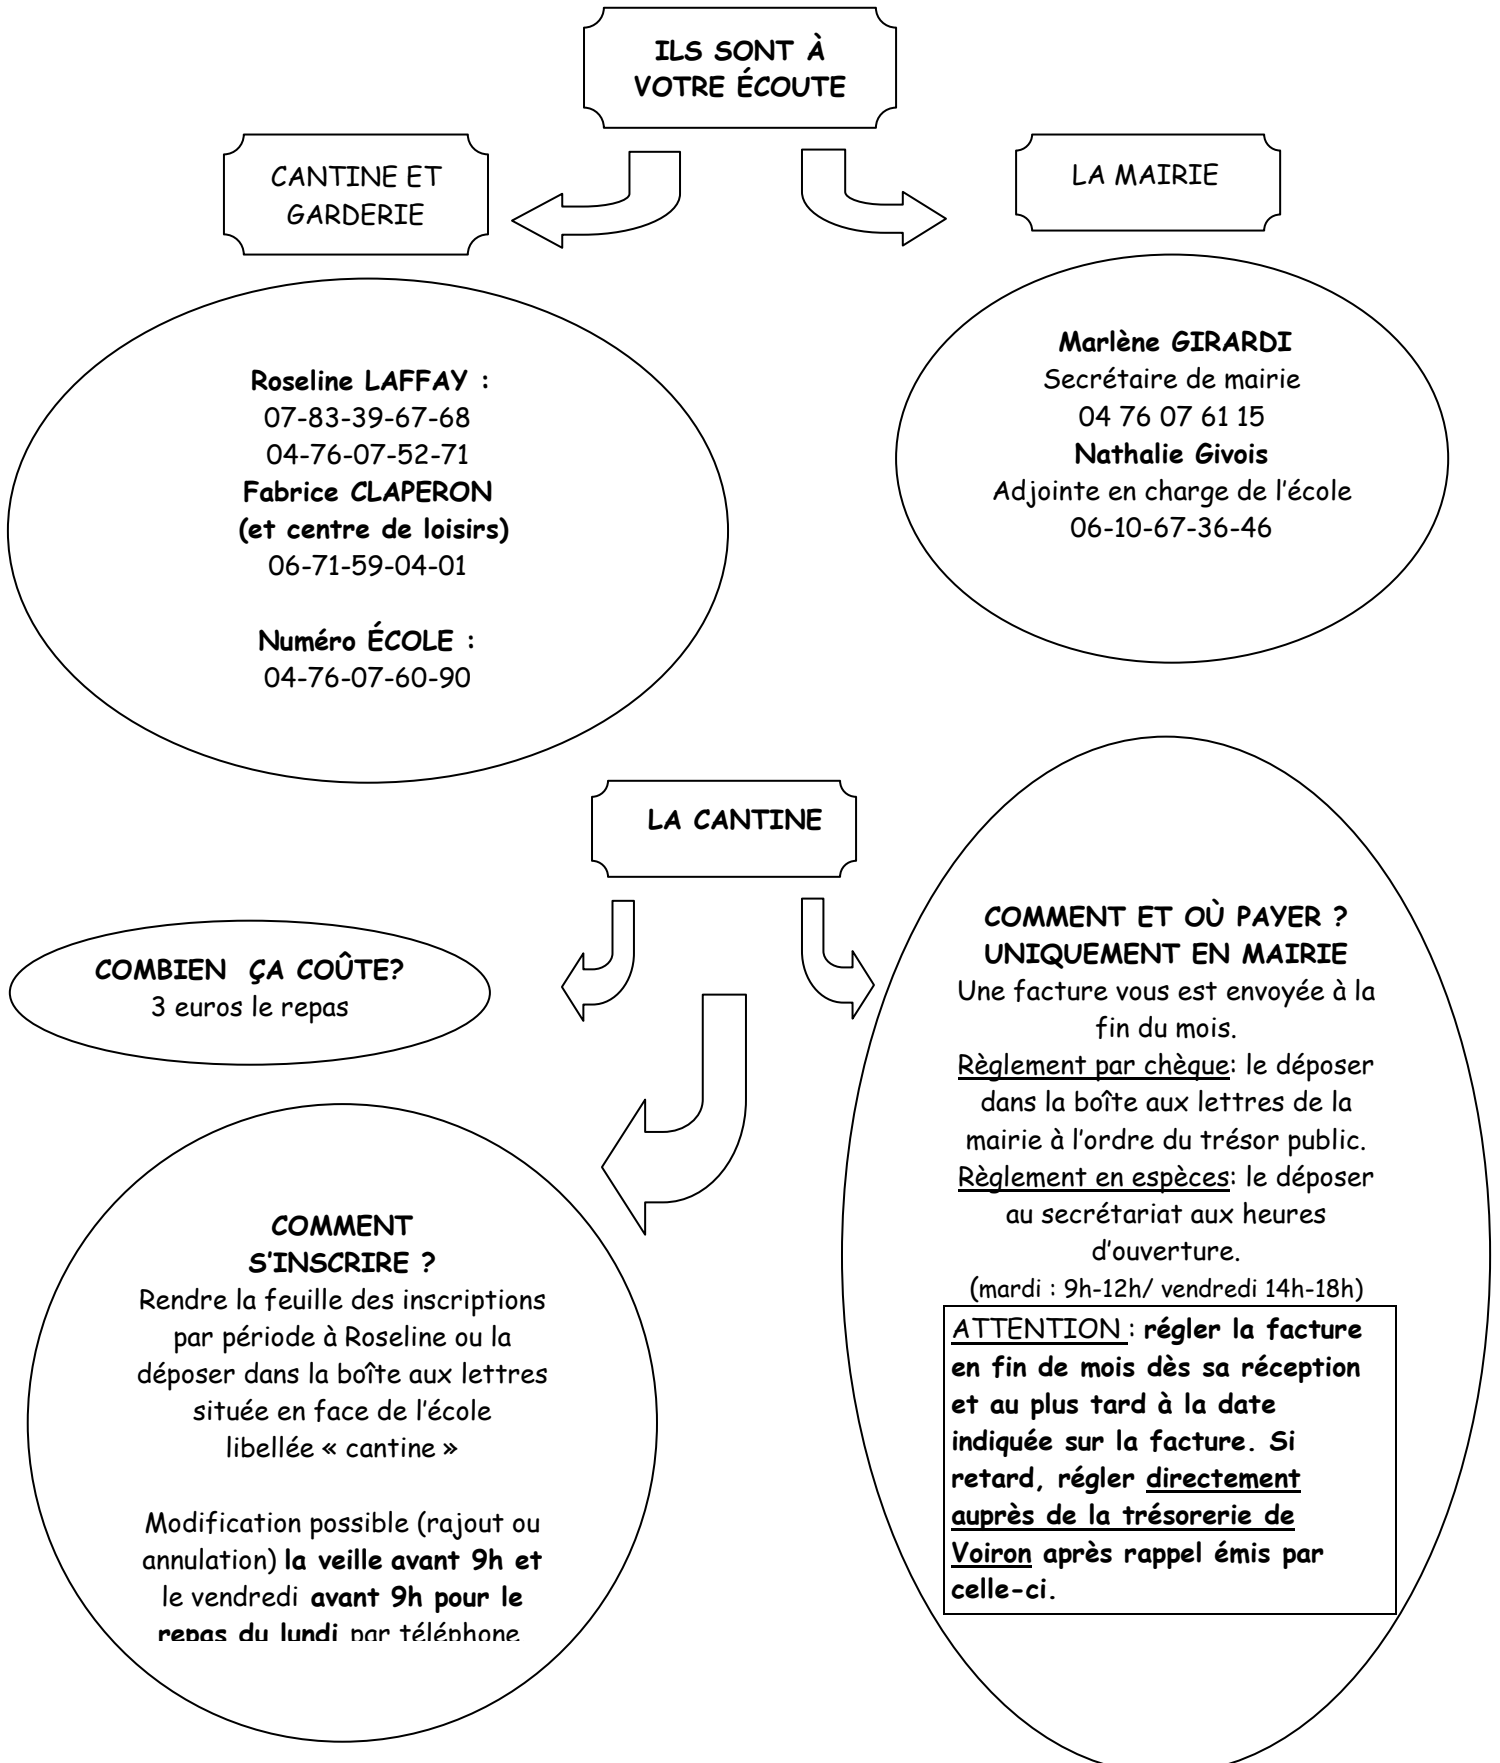 ILS SONT À
VOTRE ÉCOUTE
CANTINE ET
GARDERIE
LA MAIRIE
Roseline LAFFAY :
07-83-39-67-68
04-76-07-52-71
Fabrice CLAPERON
(et centre de loisirs)
06-71-59-04-01
Numéro ÉCOLE :
04-76-07-60-90
Marlène GIRARDI
Secrétaire de mairie
04 76 07 61 15
Nathalie Givois
Adjointe en charge de l'école
06-10-67-36-46
LA CANTINE
COMBIEN ÇA COÛTE?
3 euros le repas
COMMENT
S'INSCRIRE ?
Rendre la feuille des inscriptions
par période à Roseline ou la
déposer dans la boîte aux lettres
située en face de l'école
libellée « cantine »
Modification possible (rajout ou
annulation) la veille avant 9h et
le vendredi avant 9h pour le
repas du lundi par téléphone
COMMENT ET OÙ PAYER ?
UNIQUEMENT EN MAIRIE
Une facture vous est envoyée à la
fin du mois.
Règlement par chèque: le déposer
dans la boîte aux lettres de la
mairie à l'ordre du trésor public.
Règlement en espèces: le déposer
au secrétariat aux heures
d'ouverture.
(mardi : 9h-12h/ vendredi 14h-18h)
ATTENTION : régler la facture
en fin de mois dès sa réception
et au plus tard à la date
indiquée sur la facture. Si
retard, régler directement
auprès de la trésorerie de
Voiron après rappel émis par
celle-ci.